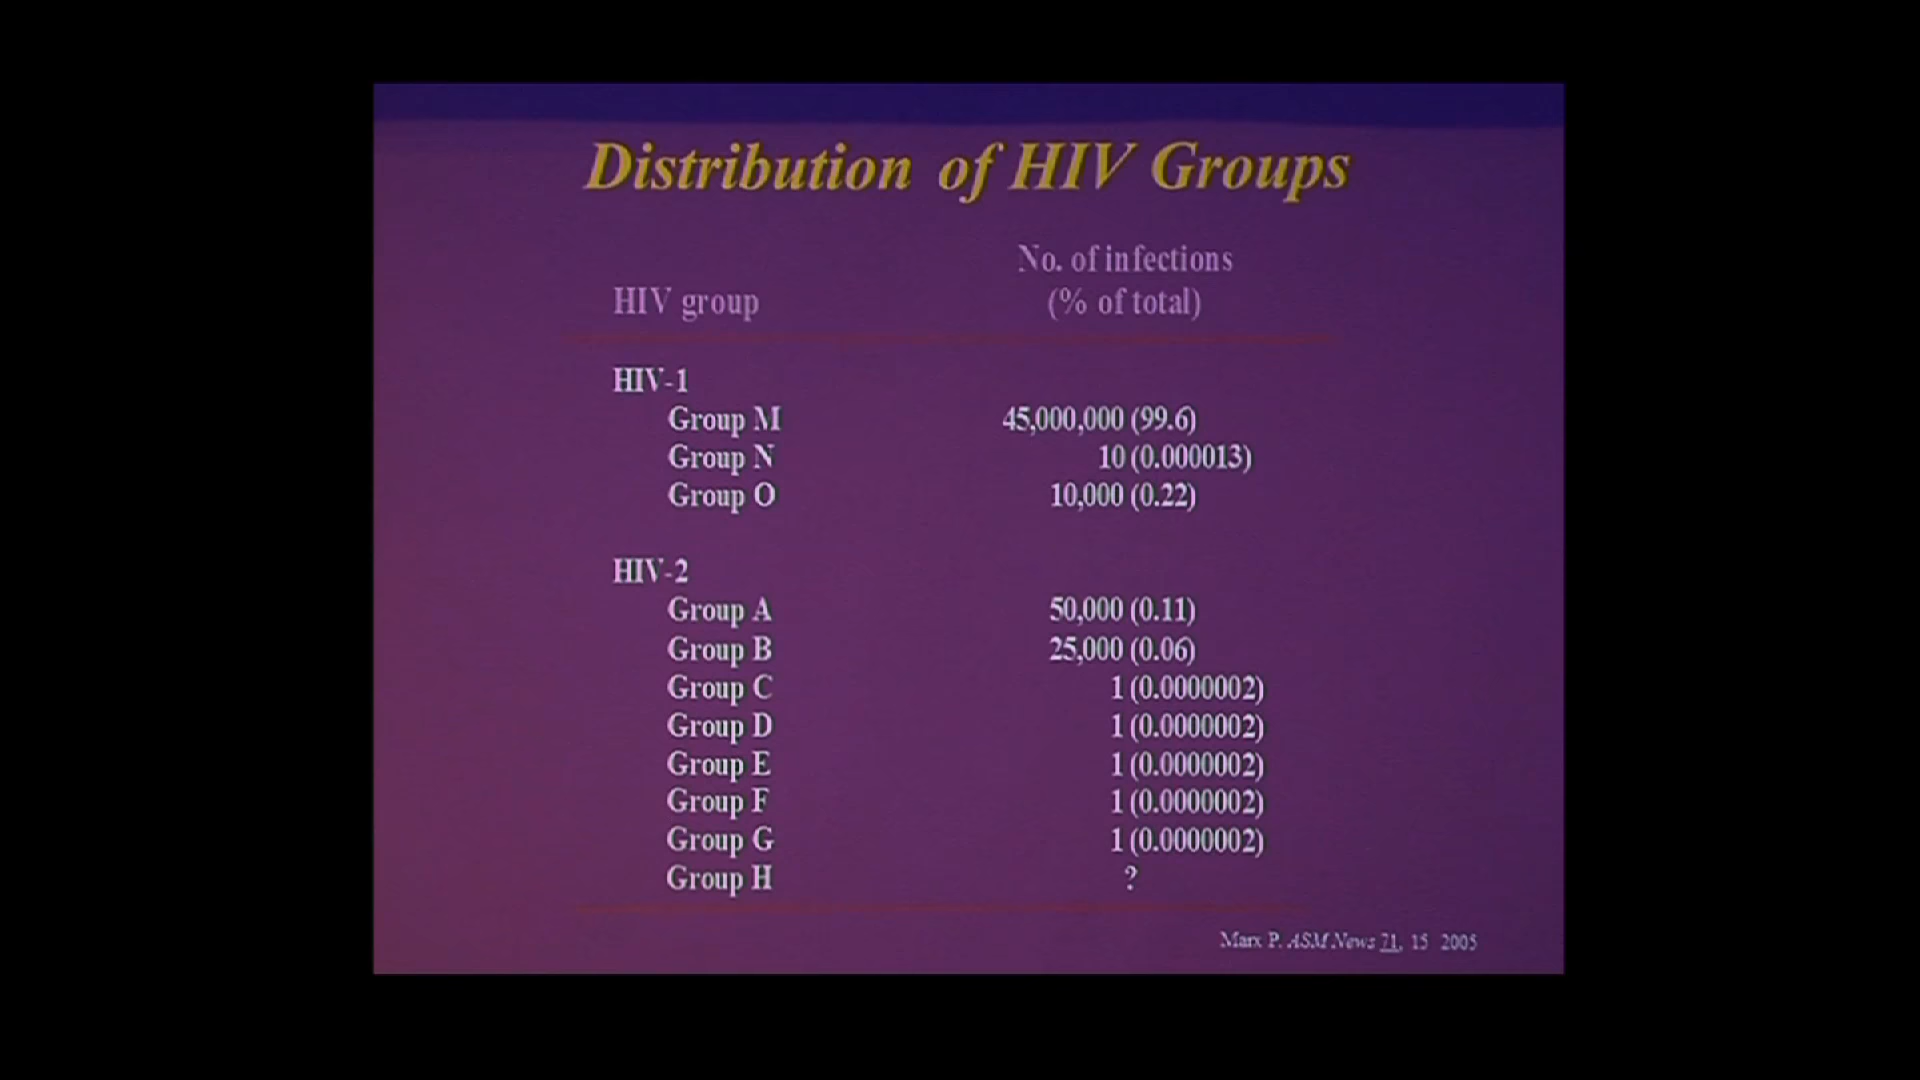 Distribution of HIV Groups
No. of infections
HIV group (% of total)
HIV-1
Group M 45,000,000 (99.6)
Group N 10 (0.000013)
Group O 10,000 (0.22)
HIV-2
Group A 50,000 (0.11)
Group B 25,000 (0.06)
Group C 1 (0.0000002)
Group D 1 (0.0000002)
Group E 1 (0.0000002)
Group F 1 (0.0000002)
Group G 1 (0.0000002)
Group H ?
Marx P. ASM News 71, 15 2005